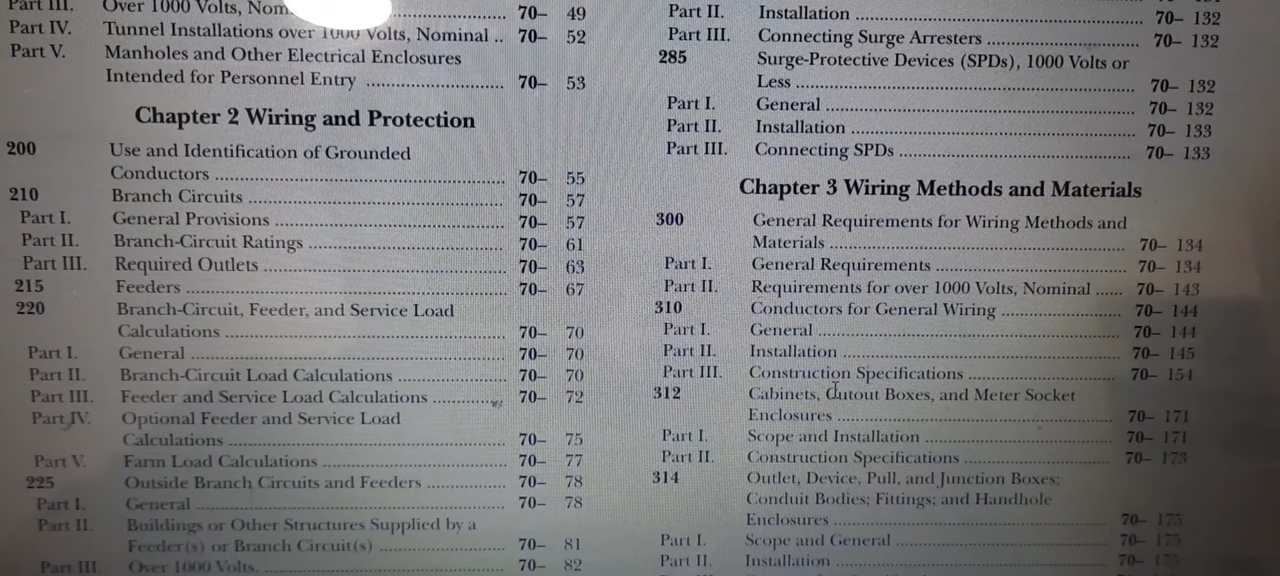 Part III. Over 1000 Volts, Nom 70– 49
Part IV. Tunnel Installations over 1000 Volts, Nominal .. 70– 52
Part V. Manholes and Other Electrical Enclosures
Intended for Personnel Entry 70– 53
Chapter 2 Wiring and Protection
200 Use and Identification of Grounded
Conductors 70– 55
210 Branch Circuits 70– 57
Part I. General Provisions 70– 57
Part II. Branch-Circuit Ratings 70– 61
Part III. Required Outlets 70– 63
215 Feeders 70– 67
220 Branch-Circuit, Feeder, and Service Load
Calculations 70– 70
Part I. General 70– 70
Part II. Branch-Circuit Load Calculations 70– 70
Part III. Feeder and Service Load Calculations 70– 72
Part IV. Optional Feeder and Service Load
Calculations 70– 75
Part V. Farm Load Calculations 70– 77
225 Outside Branch Circuits and Feeders 70– 78
Part I. General 70– 78
Part II. Buildings or Other Structures Supplied by a
Feeder(s) or Branch Circuit(s) 70– 81
Part III. Over 1000 Volts. 70– 82
Part II. Installation 70– 132
Part III. Connecting Surge Arresters 70– 132
285 Surge-Protective Devices (SPDs), 1000 Volts or
Less 70– 132
Part I. General 70– 132
Part II. Installation 70– 133
Part III. Connecting SPDs 70– 133
Chapter 3 Wiring Methods and Materials
300 General Requirements for Wiring Methods and
Materials 70– 134
Part I. General Requirements 70– 134
Part II. Requirements for over 1000 Volts, Nominal 70– 143
310 Conductors for General Wiring 70– 144
Part I. General 70– 144
Part II. Installation 70– 145
Part III. Construction Specifications 70– 154
312 Cabinets, Cutout Boxes, and Meter Socket
Enclosures 70– 171
Part I. Scope and Installation 70– 171
Part II. Construction Specifications 70– 173
314 Outlet, Device, Pull, and Junction Boxes;
Conduit Bodies; Fittings; and Handhole
Enclosures 70– 175
Part I. Scope and General 70– 175
Part II. Installation 70– 175